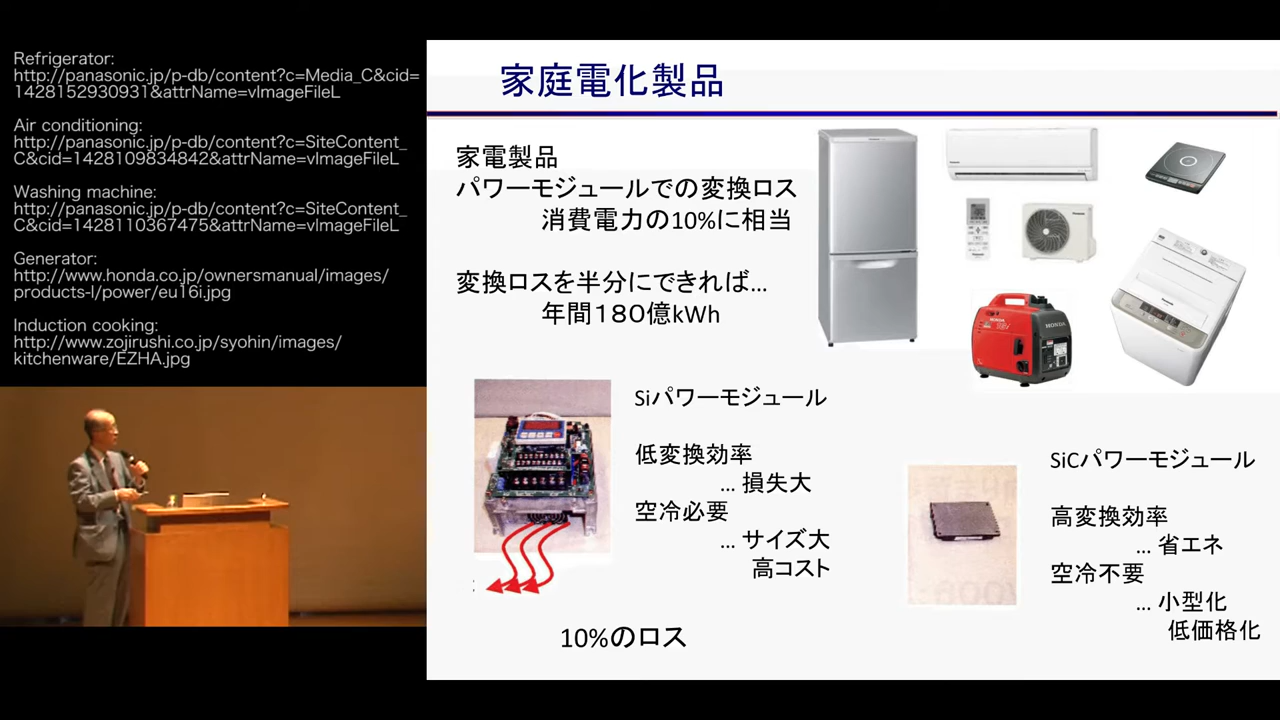 Refrigerator:
http://panasonic.jp/p-db/content?c=Media_C&cid=
1428152930931&attrName=vImageFileL
Air conditioning:
http://panasonic.jp/p-db/content?c=SiteContent_
C&cid=1428109834842&attrName=vImageFileL
Washing machine:
http://panasonic.jp/p-db/content?c=SiteContent_
C&cid=1428110367475&attrName=vImageFileL
Generator:
http://www.honda.co.jp/ownersmanual/images/
products-l/power/eu16i.jpg
Induction cooking:
http://www.zojirushi.co.jp/syohin/images/
kitchenware/EZHA.jpg
家庭電化製品
家電製品
パワーモジュールでの変換ロス
消費電力の10%に相当
変換ロスを半分にできれば…
年間180億kWh
Siパワーモジュール
低変換効率
… 損失大
空冷必要
… サイズ大
高コスト
10%のロス
SiCパワーモジュール
高変換効率
… 省エネ
空冷不要
… 小型化
低価格化
HONDA